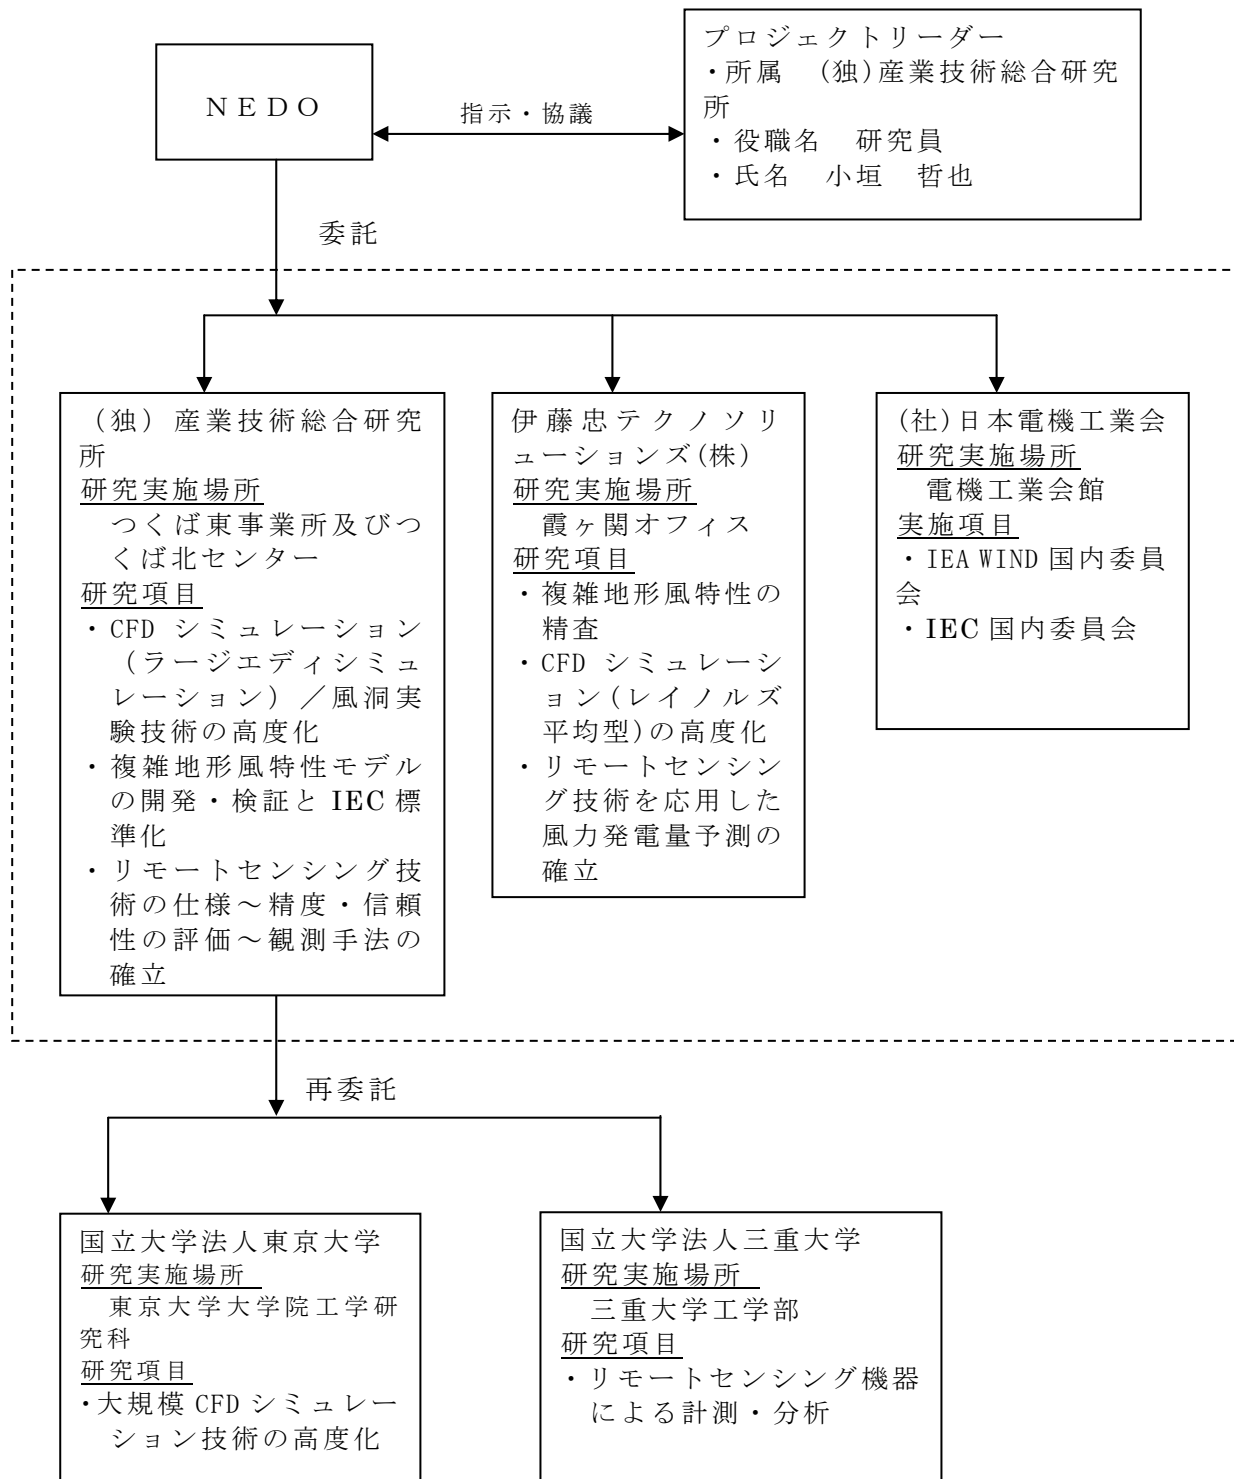 NEDO
指示・協議
プロジェクトリーダー
・所属　(独)産業技術総合研究
所
・役職名　研究員
・氏名　小垣　哲也
委託
（独）産業技術総合研究
所
研究実施場所
つくば東事業所及びつ
くば北センター
研究項目
・CFD シミュレーション
（ラージエディシミュ
レーション）／風洞実
験技術の高度化
・複雑地形風特性モデル
の開発・検証と IEC 標
準化
・リモートセンシング技
術の仕様～精度・信頼
性の評価～観測手法の
確立
伊藤忠テクノソリ
ューションズ(株)
研究実施場所
霞ヶ関オフィス
研究項目
・複雑地形風特性の
精査
・CFD シミュレーシ
ョン(レイノルズ
平均型)の高度化
・リモートセンシン
グ技術を応用した
風力発電量予測の
確立
(社)日本電機工業会
研究実施場所
電機工業会館
実施項目
・IEA WIND 国内委員
会
・IEC 国内委員会
再委託
国立大学法人東京大学
研究実施場所
東京大学大学院工学研
究科
研究項目
・大規模 CFD シミュレー
ション技術の高度化
国立大学法人三重大学
研究実施場所
三重大学工学部
研究項目
・リモートセンシング機器
による計測・分析